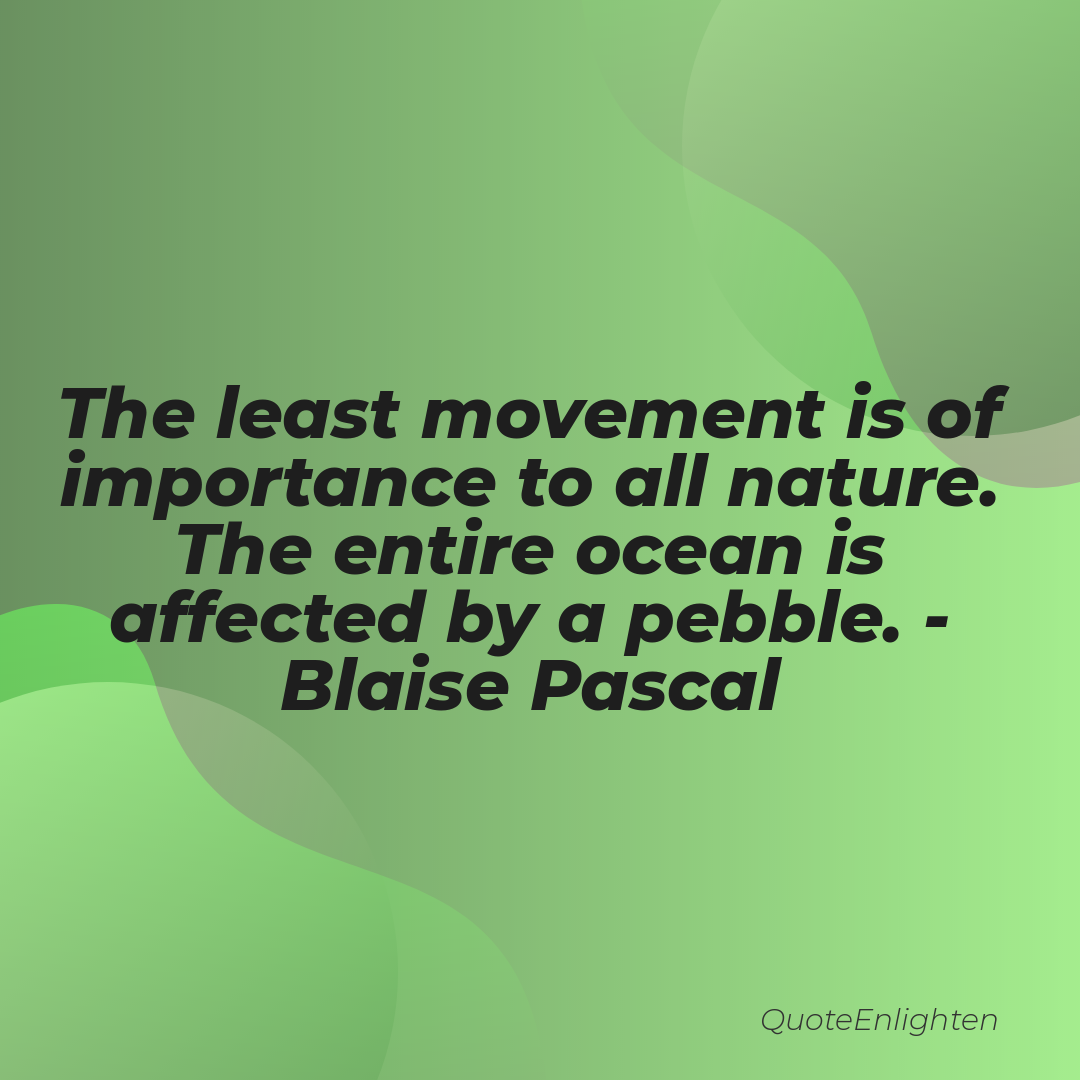 The least movement is of
importance to all nature.
The entire ocean is
affected by a pebble. -
Blaise Pascal
QuoteEnlighten